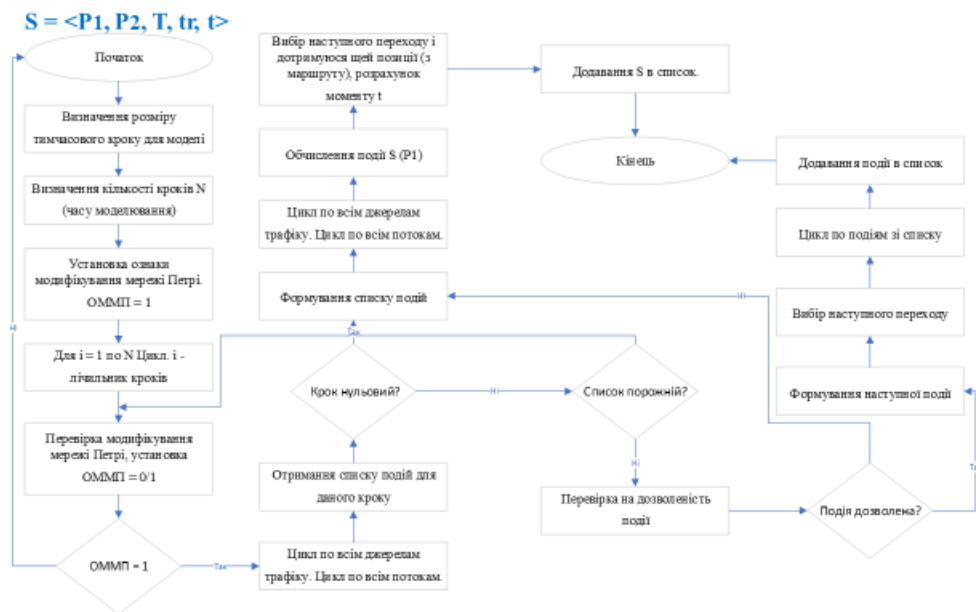 S = <P1, P2, T, tr, t>
Початок
Визначення розміру
тимчасового кроку для моделі
Визначення кількості кроків N
(часу моделювання)
Установка ознаки
модифікування мережі Петрі.
ОММП = 1
Для i = 1 по N Цикл. i -
лічильник кроків
Перевірка модифікування
мережі Петрі, установка
ОММП = 0/1
ОММП = 1
Ні
Так
Цикл по всім джерелам
трафіку. Цикл по всім потокам.
Отримання списку подій для
даного кроку
Крок нульовий?
Так
Ні
Формування списку подій
Цикл по всім джерелам
трафіку. Цикл по всім потокам.
Обчислення події S (P1)
Вибір наступного переходу і
дотримуюся щей позиції (з
маршруту), розрахунок
моменту t
Додавання S в список.
Кінець
Список порожній?
Ні
Перевірка на дозволеність
події
Подія дозволена?
Ні
Та
Формування наступної події
Вибір наступного переходу
Цикл по подіям зі списку
Додавання події в список